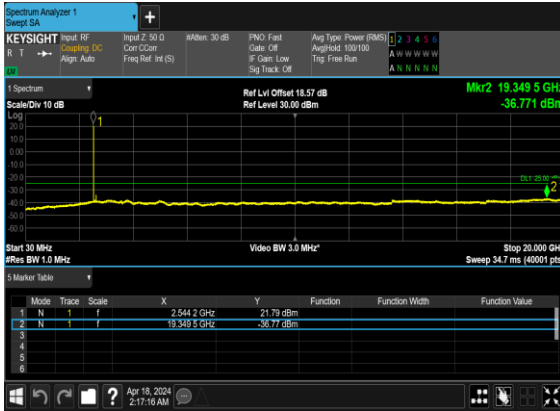 Spectrum Analyzer 1
Swept SA
+
KEYSIGHT Input: RF Input Z: 50 Ω #Atten: 30 dB PNO: Fast Avg Type: Power (RMS) 1 2 3 4 5 6
R T Coupling: DC Corr CCorr Gate: Off Avg|Hold: 100/100 A W W W W W
Align: Auto Freq Ref: Int (S) IF Gain: Low Trig: Free Run
Sig Track: Off A N N N N N
1 Spectrum Ref Lvl Offset 18.57 dB Mkr2 19.349 5 GHz
Scale/Div 10 dB Ref Level 30.00 dBm -36.771 dBm
Log
20.0
10.0
0.00
-10.0
-20.0
-30.0
-40.0
-50.0
-60.0
1
2
Start 30 MHz Video BW 3.0 MHz* Stop 20.000 GH
#Res BW 1.0 MHz Sweep 34.7 ms (40001 pts
5 Marker Table
Mode Trace Scale X Y Function Function Width Function Value
1 N 1 f 2.544 2 GHz 21.79 dBm
2 N 1 f 19.349 5 GHz -36.77 dBm
3
4
5
6
? Apr 18, 2024
2:17:16 AM